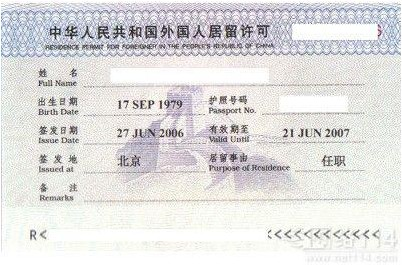 中华人民共和国外国人居留许可
RESIDENCE PERMIT FOR FOREIGNER IN THE PEOPLE'S REPUBLIC OF CHINA
姓 名
Full Name
出生日期 17 SEP 1979 护照号码
Birth Date Passport No.
签发日期 27 JUN 2006 有效期至 21 JUN 2007
Issue Date Valid Until
签发地 北京 居留事由 任职
Issued at Purpose of Residence
备 注
Remarks
R< <<<<<<<<<<<<
www.net114.com